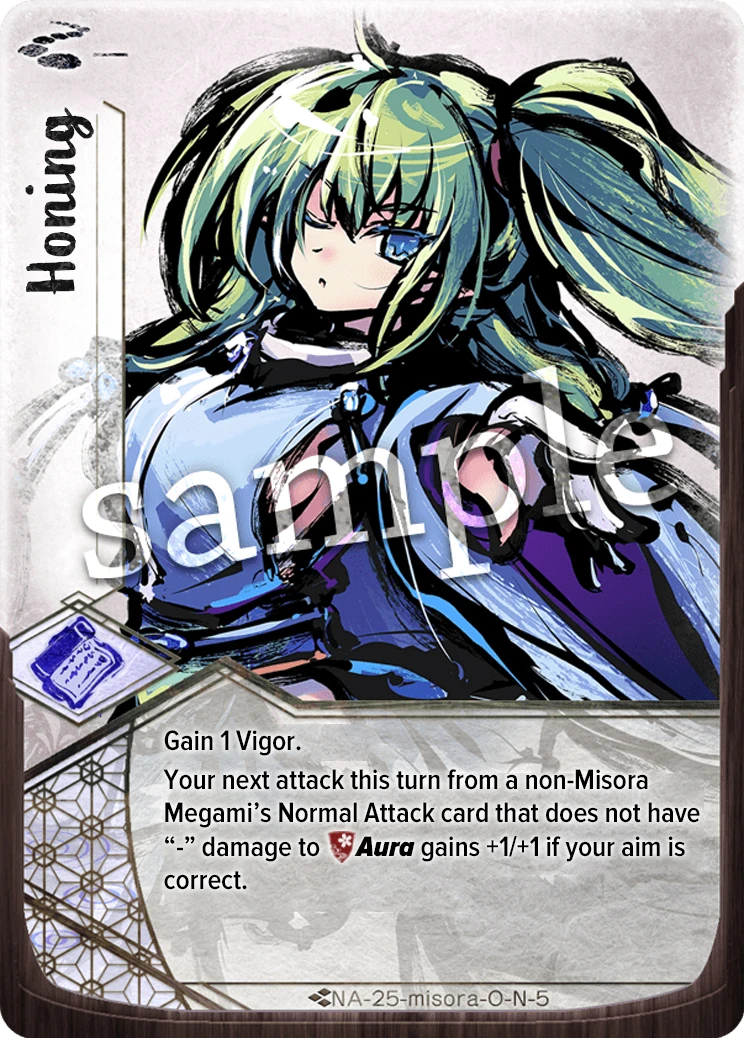 Honing
sample
Gain 1 Vigor.
Your next attack this turn from a non-Misora
Megami's Normal Attack card that does not have
“-” damage to Aura gains +1/+1 if your aim is
correct.
NA-25-misora-O-N-5